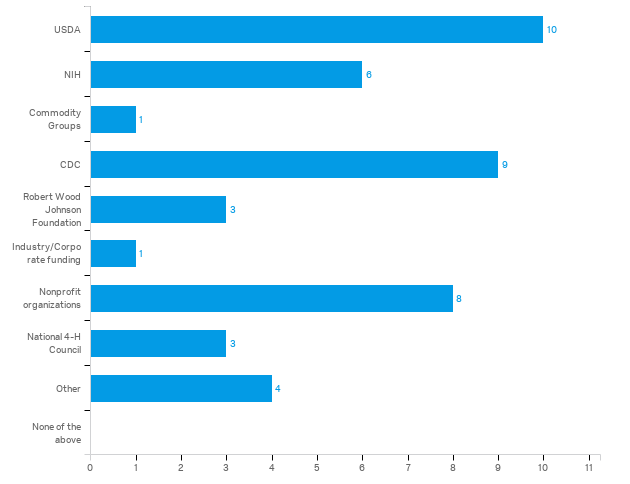 USDA
10
NIH
6
Commodity
Groups
1
CDC
9
Robert Wood
Johnson
Foundation
3
Industry/Corpo
rate funding
1
Nonprofit
organizations
8
National 4-H
Council
3
Other
4
None of the
above
0 1 2 3 4 5 6 7 8 9 10 11